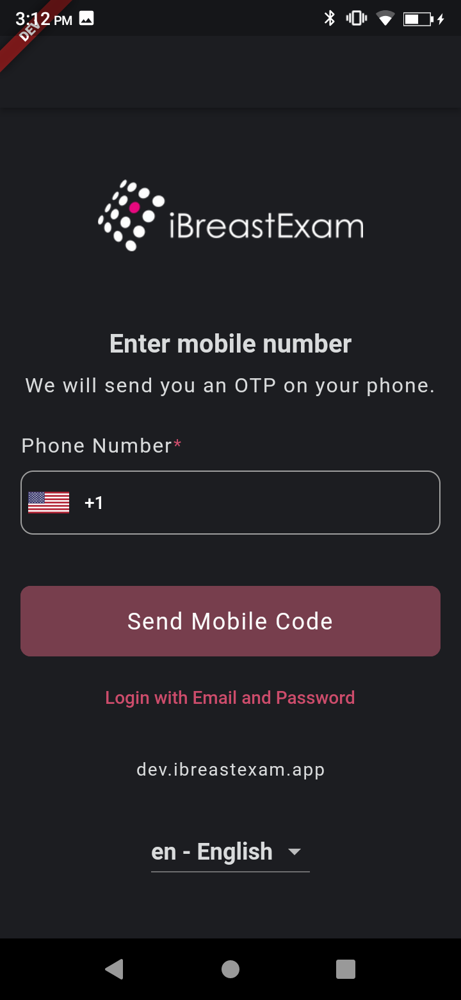 3:12 PM
DEV
iBreastExam
Enter mobile number
We will send you an OTP on your phone.
Phone Number*
+1
Send Mobile Code
Login with Email and Password
dev.ibreastexam.app
en - English